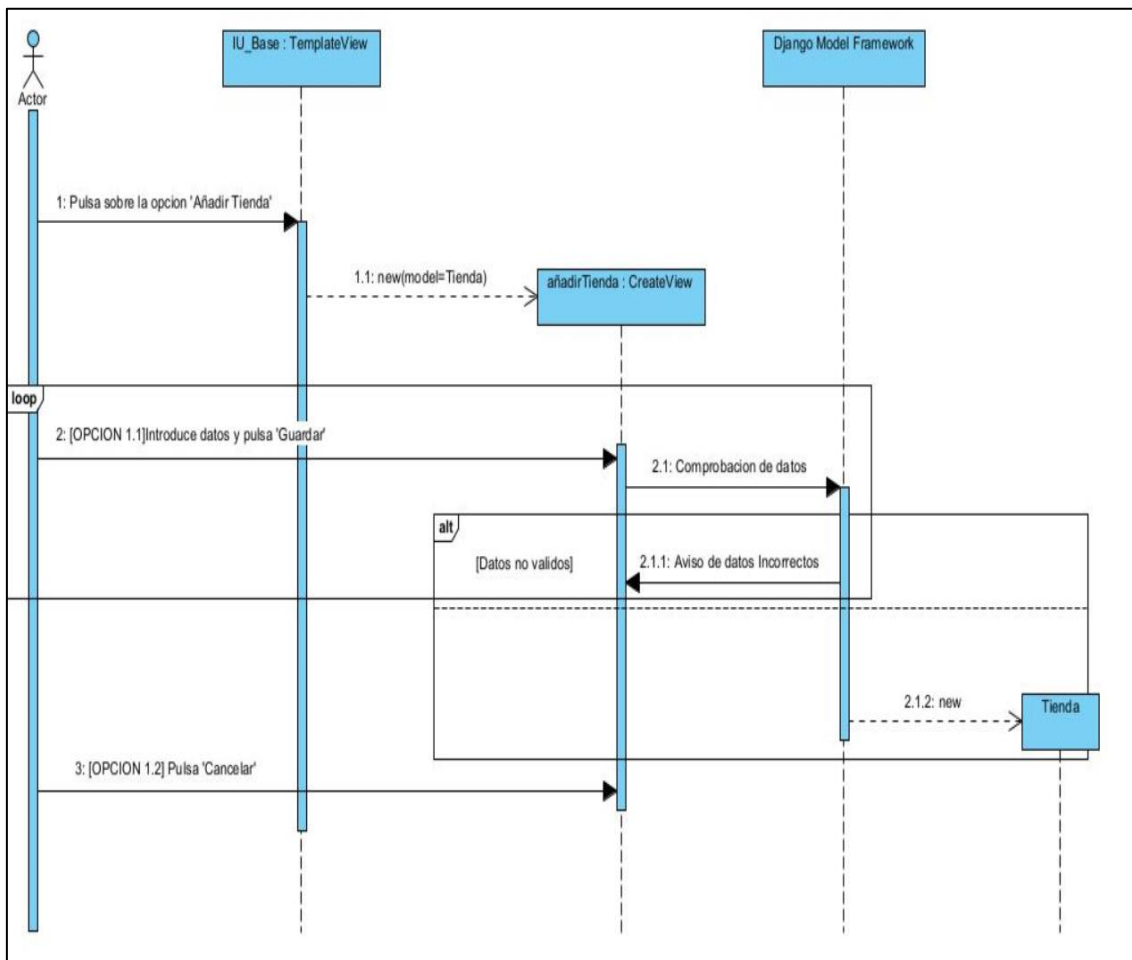 IU_Base : TemplateView
Django Model Framework
Actor
1: Pulsa sobre la opcion 'Añadir Tienda'
1.1: new(model=Tienda)
añadirTienda : CreateView
loop
2: [OPCION 1.1]Introduce datos y pulsa 'Guardar'
2.1: Comprobacion de datos
alt
[Datos no validos]
2.1.1: Aviso de datos Incorrectos
2.1.2: new
Tienda
3: [OPCION 1.2] Pulsa 'Cancelar'